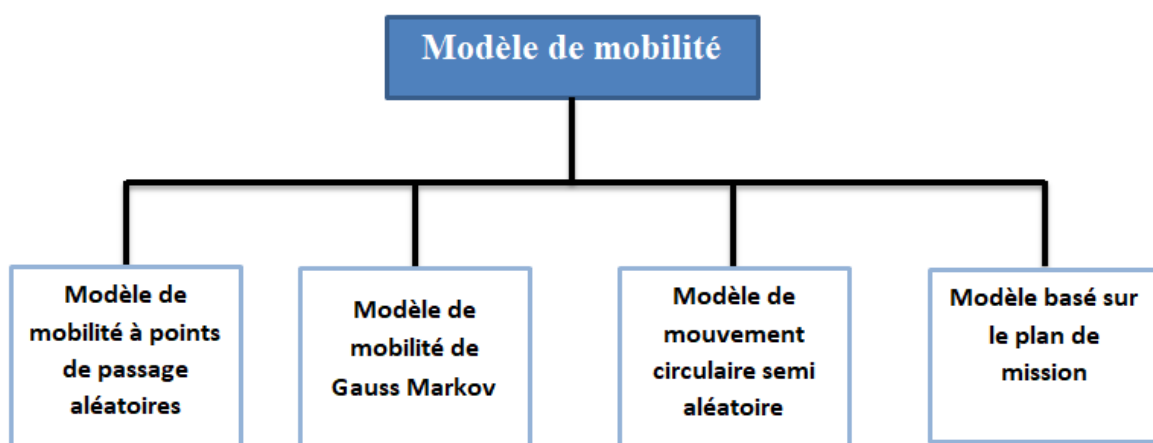 Modèle de mobilité
Modèle de
mobilité à points
de passage
aléatoires
Modèle de
mobilité de
Gauss Markov
Modèle de
mouvement
circulaire semi
aléatoire
Modèle basé sur
le plan de
mission